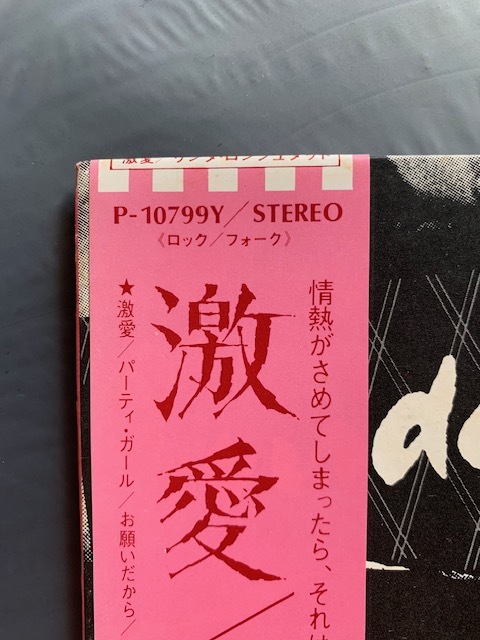 激愛/リンダ・ロンシュタット
P-10799Y/STEREO
《ロック/フォーク》
情熱がさめてしまったら、それは
激愛/
★激愛/パーティ・ガール/お願いだから/
do